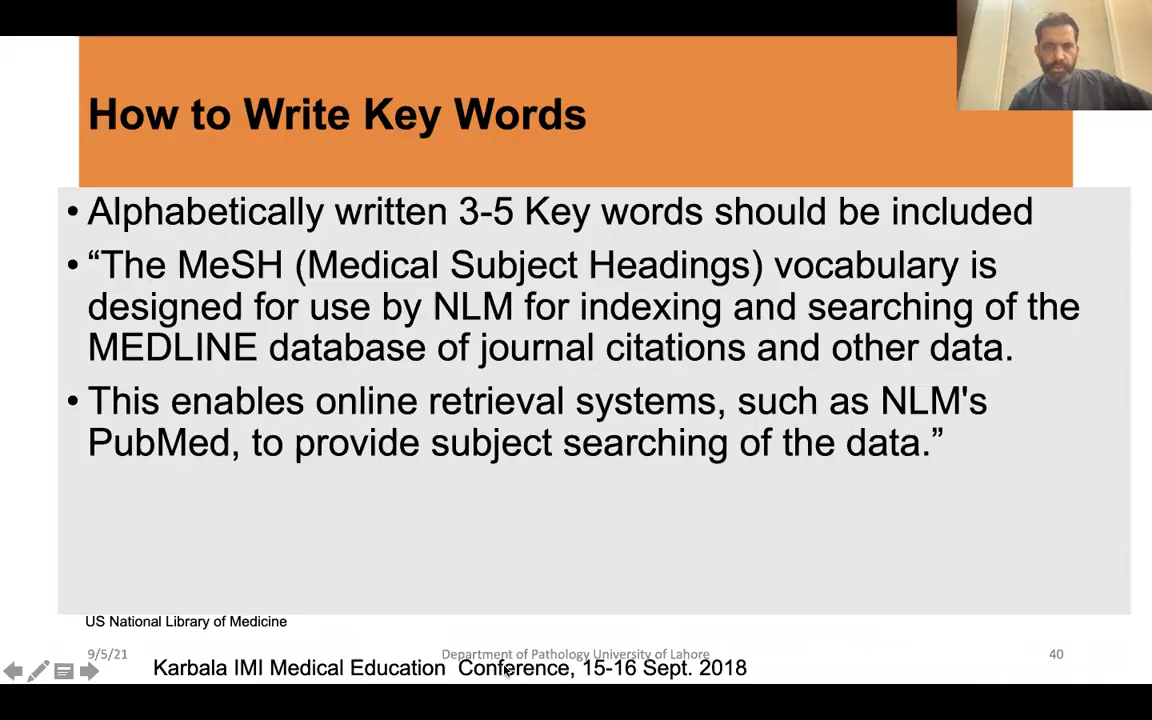 How to Write Key Words
• Alphabetically written 3-5 Key words should be included
• “The MeSH (Medical Subject Headings) vocabulary is
designed for use by NLM for indexing and searching of the
MEDLINE database of journal citations and other data.
• This enables online retrieval systems, such as NLM's
PubMed, to provide subject searching of the data.”
US National Library of Medicine
9/5/21 Department of Pathology University of Lahore 40
Karbala IMI Medical Education Conference, 15-16 Sept. 2018